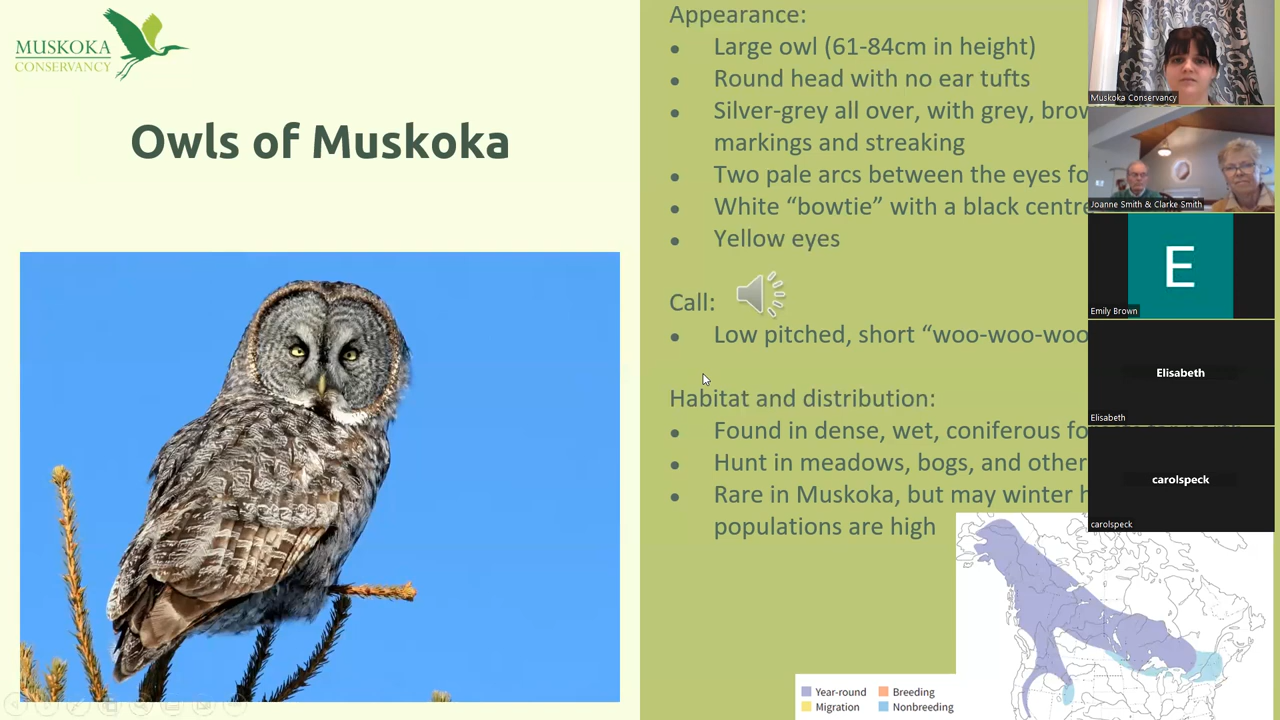 MUSKOKA
CONSERVANCY
Owls of Muskoka
Appearance:
• Large owl (61-84cm in height)
• Round head with no ear tufts
• Silver-grey all over, with grey,
markings and streaking
• Two pale arcs between the eyes
• White “bowtie” with a black centre
• Yellow eyes
Call:
• Low pitched, short “woo-woo-woo
Habitat and distribution:
• Found in dense, wet, coniferous
• Hunt in meadows, bogs, and other
• Rare in Muskoka, but may winter
populations are high
Year-round
Breeding
Migration
Nonbreeding
Muskoka Conservancy
Joanne Smith & Clarke Smith
E
Emily Brown
Elisabeth
Elisabeth
carolspeck
carolspeck